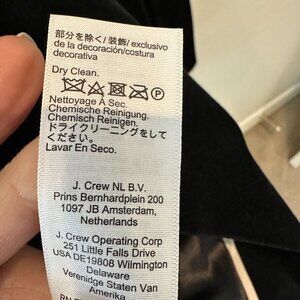 部分を除く/ 装飾/ exclusivo
de la decoración/costura
decorativa
Dry Clean.
Nettoyage À Sec.
Chemische Reinigung.
Chemisch Reinigen.
ドライクリーニングをして
ください。
Lavar En Seco.
J. Crew NL B.V.
Prins Bernhardplein 200
1097 JB Amsterdam,
Netherlands
J. Crew Operating Corp
251 Little Falls Drive
USA DE19808 Wilmington
Delaware
Verenidge Staten Van
Amerika